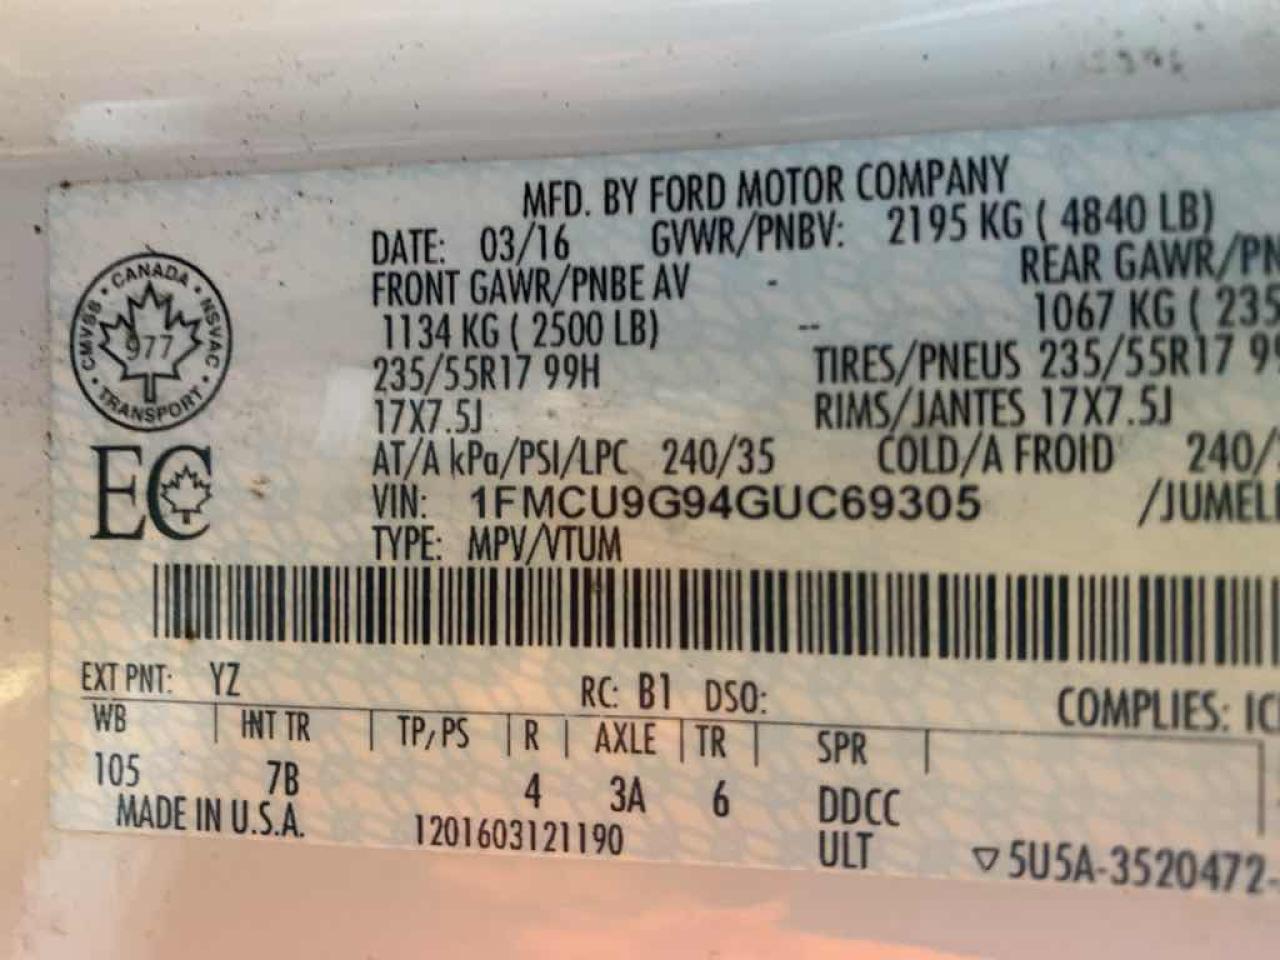 MFD. BY FORD MOTOR COMPANY
DATE: 03/16 GVWR/PNBV: 2195 KG ( 4840 LB)
FRONT GAWR/PNBE AV - REAR GAWR/PN
1134 KG ( 2500 LB) -- 1067 KG ( 235
235/55R17 99H TIRES/PNEUS 235/55R17 99
17X7.5J RIMS/JANTES 17X7.5J
AT/A kPa/PSI/LPC 240/35 COLD/A FROID 240/
VIN: 1FMCU9G94GUC69305 /JUMEL
TYPE: MPV/VTUM
CANADA • NSVAC • TRANSPORT • CMVSS •
977
EC
EXT PNT: YZ RC: B1 DSO: COMPLIES: IC
WB | INT TR | TP/PS | R | AXLE | TR | SPR |
105 7B 4 3A 6 DDCC
MADE IN U.S.A. 1201603121190 ULT ▽ 5U5A-3520472-